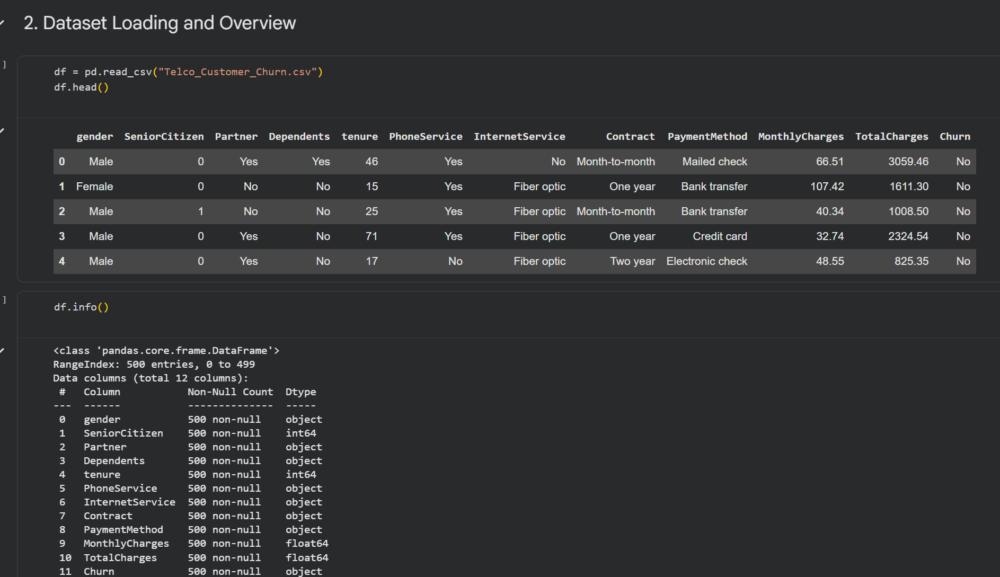 2. Dataset Loading and Overview
]
df = pd.read_csv("Telco_Customer_Churn.csv")
df.head()
gender SeniorCitizen Partner Dependents tenure PhoneService InternetService Contract PaymentMethod MonthlyCharges TotalCharges Churn
0 Male 0 Yes Yes 46 Yes No Month-to-month Mailed check 66.51 3059.46 No
1 Female 0 No No 15 Yes Fiber optic One year Bank transfer 107.42 1611.30 No
2 Male 1 No No 25 Yes Fiber optic Month-to-month Bank transfer 40.34 1008.50 No
3 Male 0 Yes No 71 Yes Fiber optic One year Credit card 32.74 2324.54 No
4 Male 0 Yes No 17 No Fiber optic Two year Electronic check 48.55 825.35 No
]
df.info()
<class 'pandas.core.frame.DataFrame'>
RangeIndex: 500 entries, 0 to 499
Data columns (total 12 columns):
# Column Non-Null Count Dtype
--- ------ -------------- -----
0 gender 500 non-null object
1 SeniorCitizen 500 non-null int64
2 Partner 500 non-null object
3 Dependents 500 non-null object
4 tenure 500 non-null int64
5 PhoneService 500 non-null object
6 InternetService 500 non-null object
7 Contract 500 non-null object
8 PaymentMethod 500 non-null object
9 MonthlyCharges 500 non-null float64
10 TotalCharges 500 non-null float64
11 Churn 500 non-null object